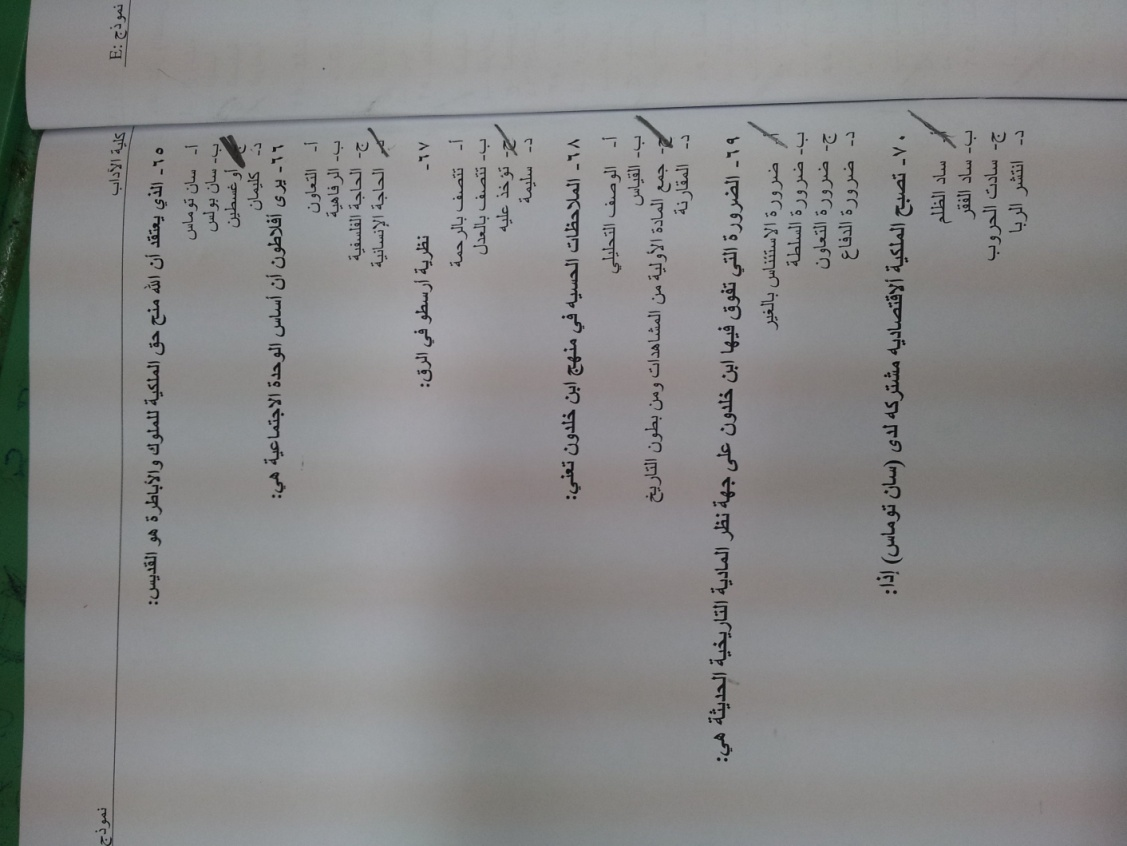 نموذج E:
كلية الآداب
نموذج
٦٥- الذي يعتقد أن الله منح حق الملكية للملوك والأباطرة هو القديس:
أ- سان توماس
ب- سان بولس
ج- أوغسطين
د- كليمان
٦٦- يرى أفلاطون أن أساس الوحدة الاجتماعية هي:
أ- التعاون
ب- الرفاهية
ج- الحاجة الفلسفية
د- الحاجة الإنسانية
٦٧- نظرية أرسطو في الرق:
أ- تتصف بالرحمة
ب- تتصف بالعدل
ج- تؤخذ عليه
د- سليمة
٦٨- الملاحظات الحسيه في منهج ابن خلدون تعني:
أ- الوصف التحليلي
ب- القياس
ج- جمع المادة الأولية من المشاهدات ومن بطون التاريخ
د- المقارنة
٦٩- الضرورة التي تفوق فيها ابن خلدون على جهة نظر المادية التاريخية الحديثة هي:
أ- ضرورة الاستئناس بالغير
ب- ضرورة السلطة
ج- ضرورة التعاون
د- ضرورة الدفاع
٧٠- تصبح الملكية الاقتصاديه مشتركه لدى (سان توماس) إذا:
أ- ساد الظلم
ب- ساد الفقر
ج- سادت الحروب
د- انتشر الربا